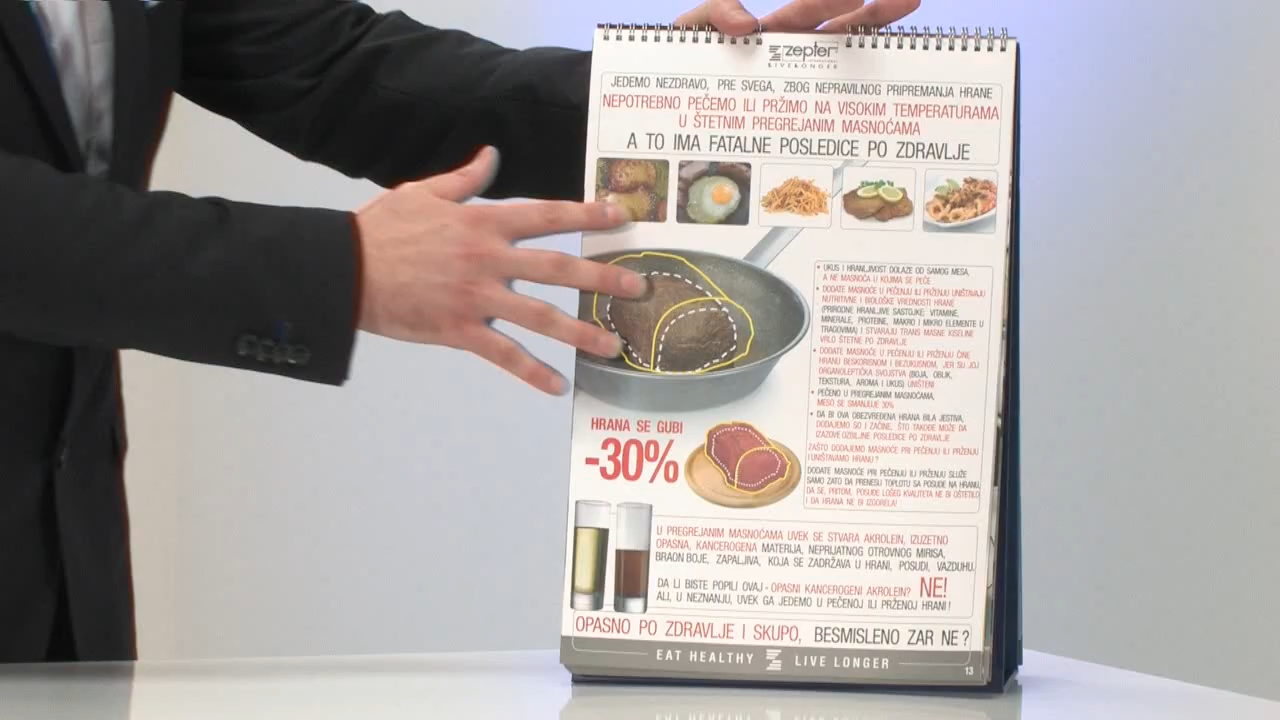 zepter
INTERNATIONAL
LIVE LONGER
JEDEMO NEZDRAVO, PRE SVEGA, ZBOG NEPRAVILNOG PRIPREMANJA HRANE
NEPOTREBNO PEČEMO ILI PRŽIMO NA VISOKIM TEMPERATURAMA
U ŠTETNIM PREGREJANIM MASNOĆAMA
A TO IMA FATALNE POSLEDICE PO ZDRAVLJE
• UKUS I HRANLJIVOST DOLAZE OD SAMOG MESA,
A NE MASNOĆA U KOJIMA SE PEČE
• DODATE MASNOĆE U PEČENJU ILI PRŽENJU UNIŠTAVAJU
NUTRITIVNE I BIOLOŠKE VREDNOSTI HRANE
(PRIRODNE HRANLJIVE SASTOJKE: VITAMINE,
MINERALE, PROTEINE, MAKRO I MIKRO ELEMENTE U
TRAGOVIMA) I STVARAJU TRANS MASNE KISELINE
VRLO ŠTETNE PO ZDRAVLJE
• DODATE MASNOĆE U PEČENJU ILI PRŽENJU ČINE
HRANU BESKORISNOM I BEZUKUSNOM, JER SU JOJ
ORGANOLEPTIČKA SVOJSTVA (BOJA, OBLIK,
TEKSTURA, AROMA I UKUS) UNIŠTENI
• PEČENO U PREGREJANIM MASNOĆAMA,
MESO SE SMANJUJE 30%
• DA BI OVA OBEZVREĐENA HRANA BILA JESTIVA,
DODAJEMO SO I ZAČINE, ŠTO TAKOĐE MOŽE DA
IZAZOVE OZBILJNE POSLEDICE PO ZDRAVLJE
ZAŠTO DODAJEMO MASNOĆE PRI PEČENJU ILI PRŽENJU
I UNIŠTAVAMO HRANU?
DODATE MASNOĆE PRI PEČENJU ILI PRŽENJU SLUŽE
SAMO ZATO DA PRENESU TOPLOTU SA POSUDE NA HRANU,
DA SE, PRITOM, POSUĐE LOŠEG KVALITETA NE BI OŠTETILO
I DA HRANA NE BI IZGORELA!
HRANA SE GUBI
-30%
U PREGREJANIM MASNOĆAMA UVEK SE STVARA AKROLEIN, IZUZETNO
OPASNA, KANCEROGENA MATERIJA, NEPRIJATNOG OTROVNOG MIRISA,
BRAON BOJE, ZAPALJIVA, KOJA SE ZADRŽAVA U HRANI, POSUDI, VAZDUHU.
DA LI BISTE POPILI OVAJ - OPASNI KANCEROGENI AKROLEIN? NE!
ALI, U NEZNANJU, UVEK GA JEDEMO U PEČENOJ ILI PRŽENOJ HRANI!
OPASNO PO ZDRAVLJE I SKUPO, BESMISLENO ZAR NE?
EAT HEALTHY LIVE LONGER
13